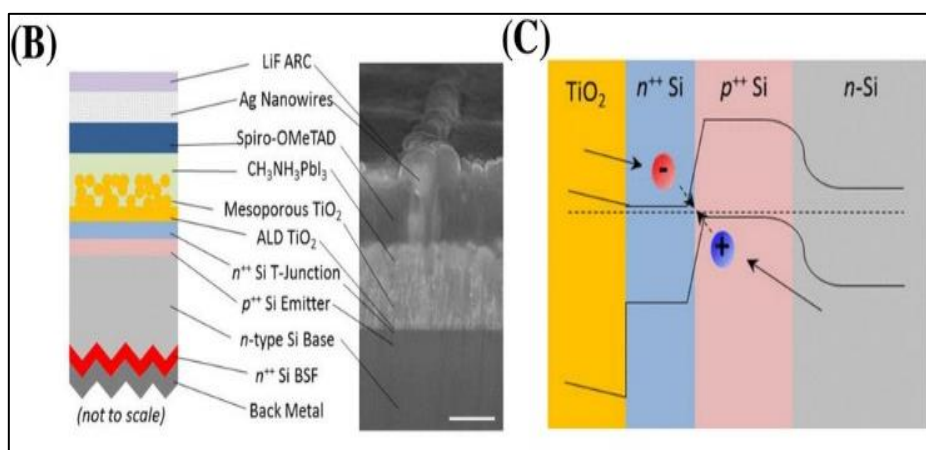 (B)
LiF ARC
Ag Nanowires
Spiro-OMeTAD
CH₃NH₃PbI₃
Mesoporous TiO₂
ALD TiO₂
n⁺⁺ Si T-Junction
p⁺⁺ Si Emitter
n-type Si Base
n⁺⁺ Si BSF
Back Metal
(not to scale)
(C)
TiO₂ n⁺⁺ Si p⁺⁺ Si n-Si
-
+